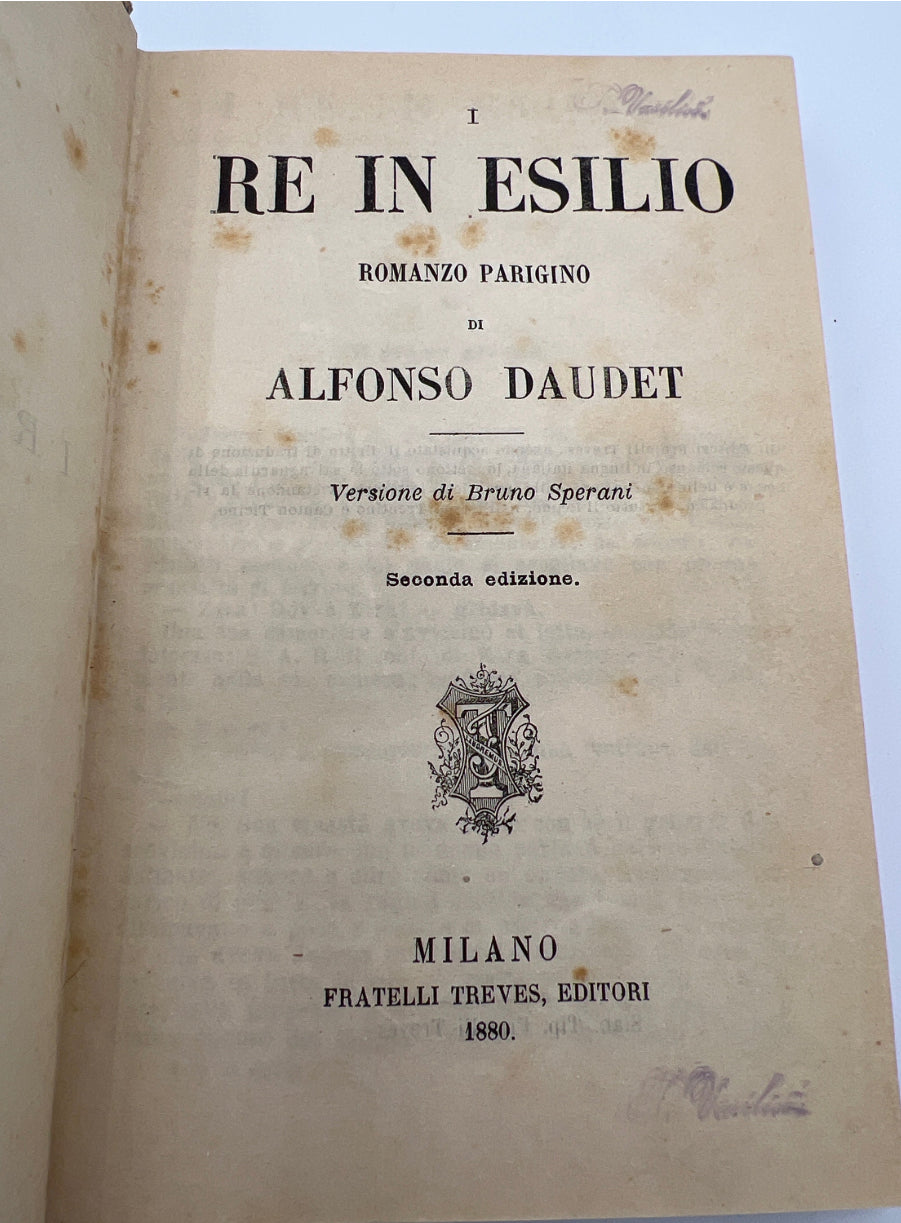 I
RE IN ESILIO
ROMANZO PARIGINO
DI
ALFONSO DAUDET
Versione di Bruno Sperani
Seconda edizione.
MILANO
FRATELLI TREVES, EDITORI
1880.